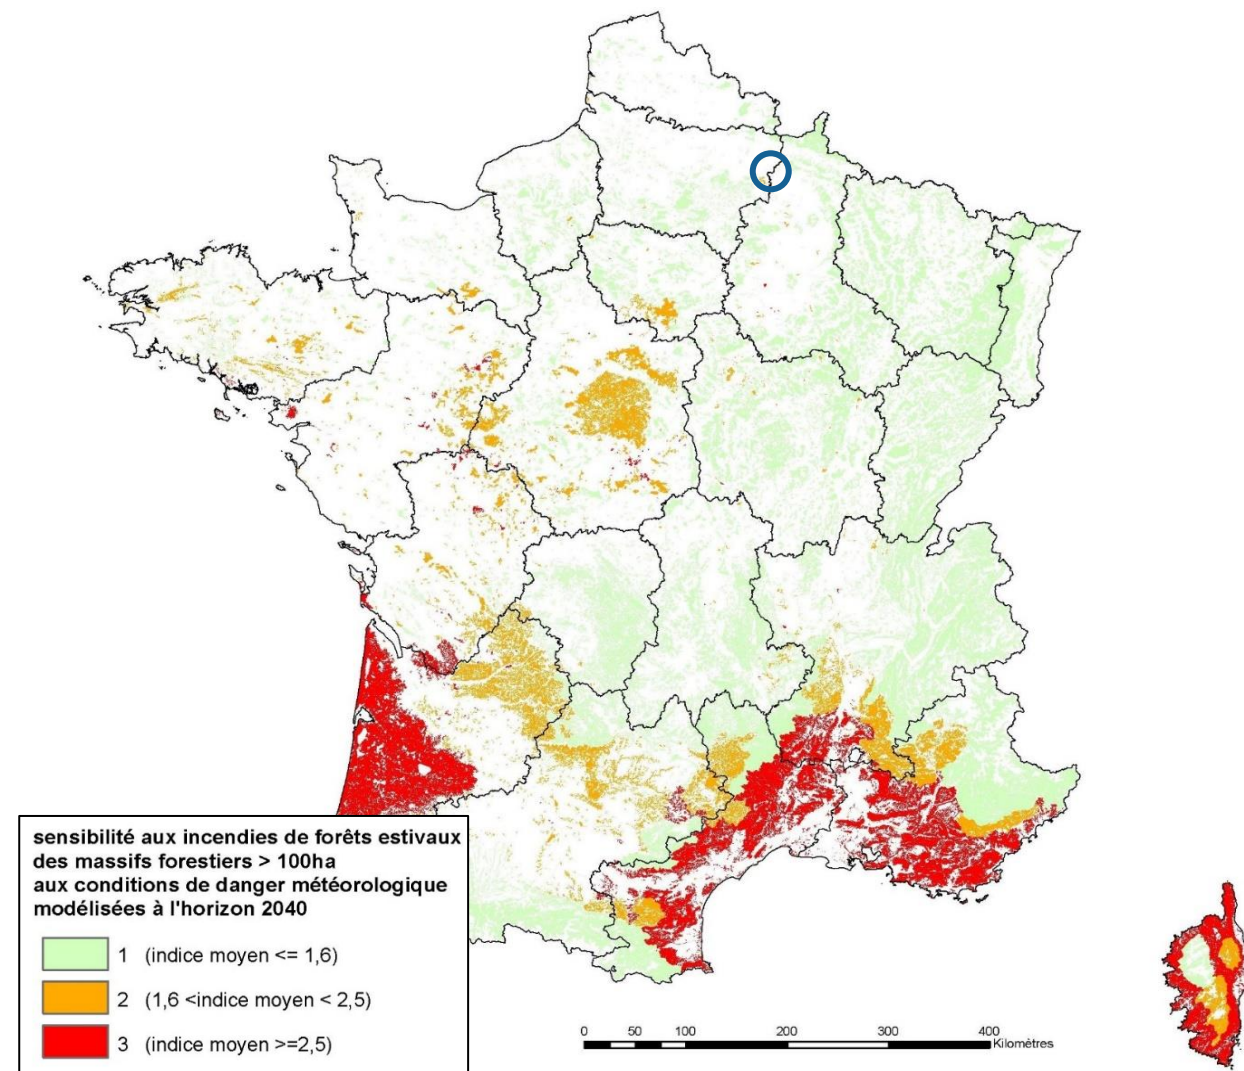 sensibilité aux incendies de forêts estivaux
des massifs forestiers > 100ha
aux conditions de danger météorologique
modélisées à l'horizon 2040
1 (indice moyen <= 1,6)
2 (1,6 <indice moyen < 2,5)
3 (indice moyen >=2,5)
0 50 100 200 300 400
Kilométres